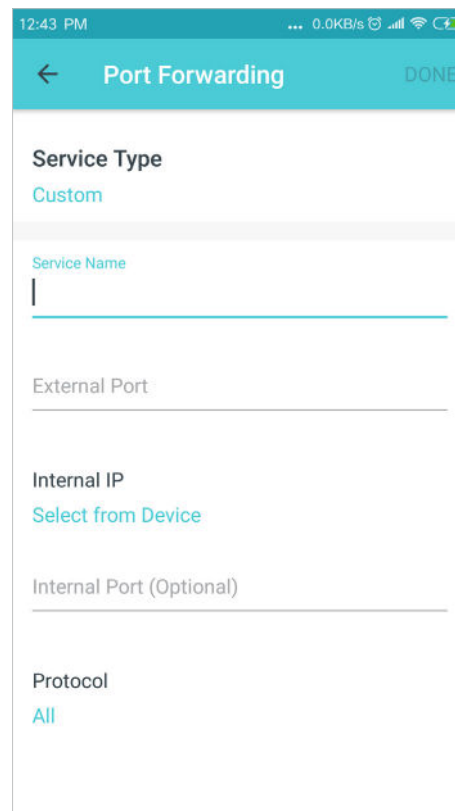 12:43 PM ... 0.0KB/s
Port Forwarding DONE
Service Type
Custom
Service Name
External Port
Internal IP
Select from Device
Internal Port (Optional)
Protocol
All